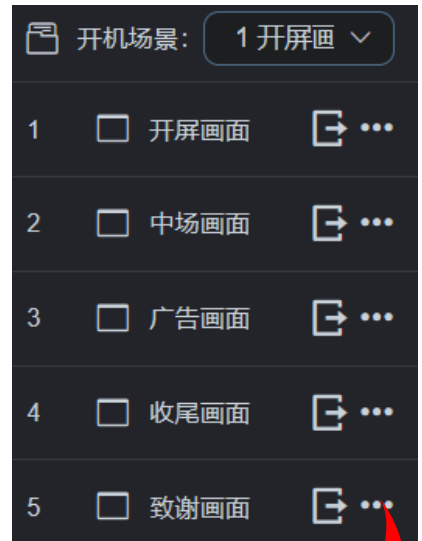 开机场景： 1 开屏画
1 开屏画面
2 中场画面
3 广告画面
4 收尾画面
5 致谢画面